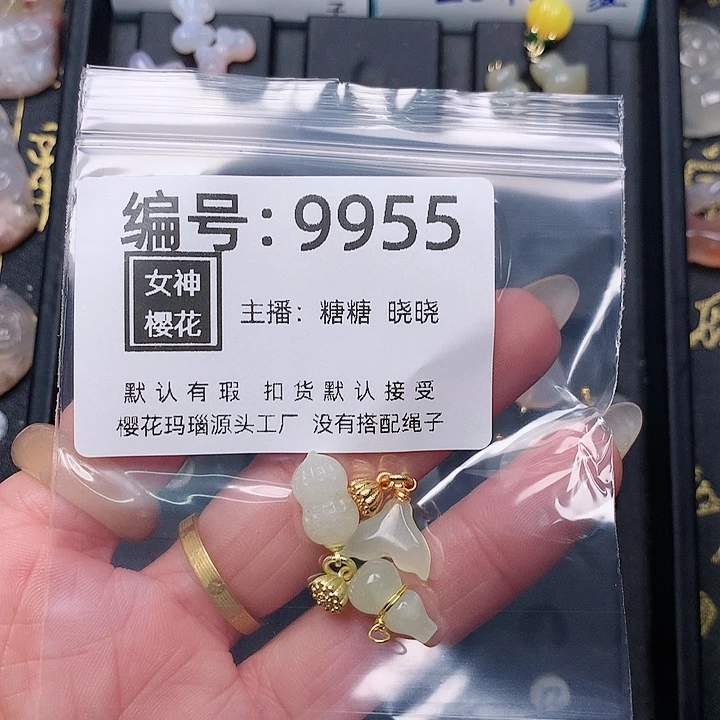 编号:9955
女神
樱花
主播: 糖糖 晓晓
默认有瑕 扣货默认接受
樱花玛瑙源头工厂 没有搭配绳子